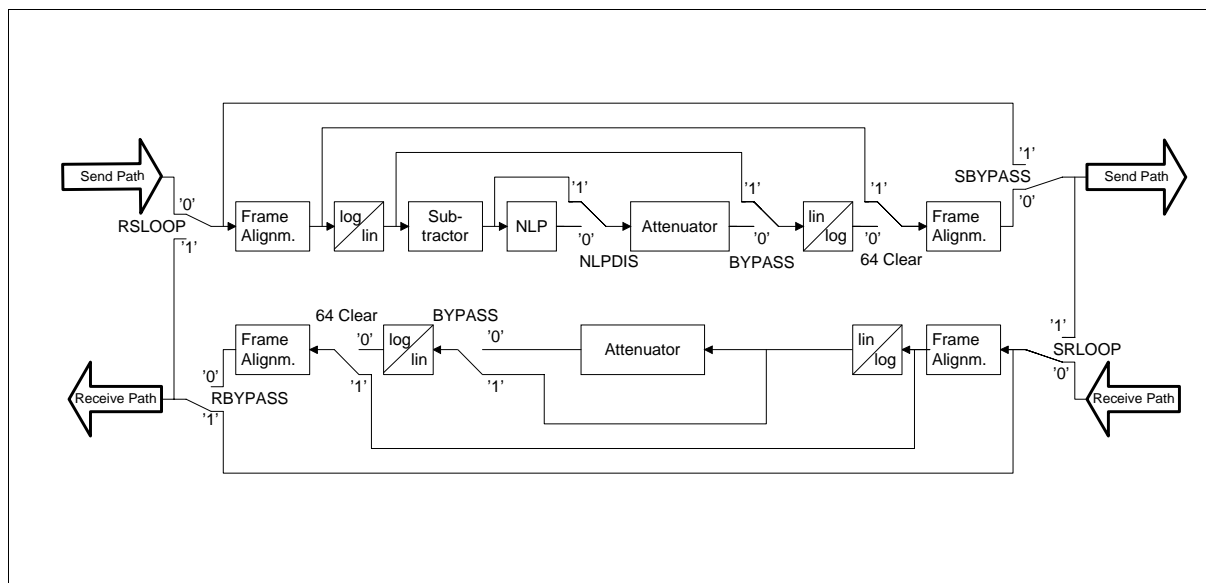 '1'
Send Path
'0'
RSLOOP
'1'
Frame
Alignm.
log
lin
Sub-
tractor
NLP
'1'
'0'
NLPDIS
Attenuator
'1'
'0'
BYPASS
lin
log
'1'
'0'
64 Clear
Frame
Alignm.
SBYPASS
'0'
Send Path
Receive Path
'0'
RBYPASS
'1'
Frame
Alignm.
64 Clear
'0'
'1'
log
lin
BYPASS
'0'
'1'
Attenuator
lin
log
Frame
Alignm.
'1'
SRLOOP
'0'
Receive Path